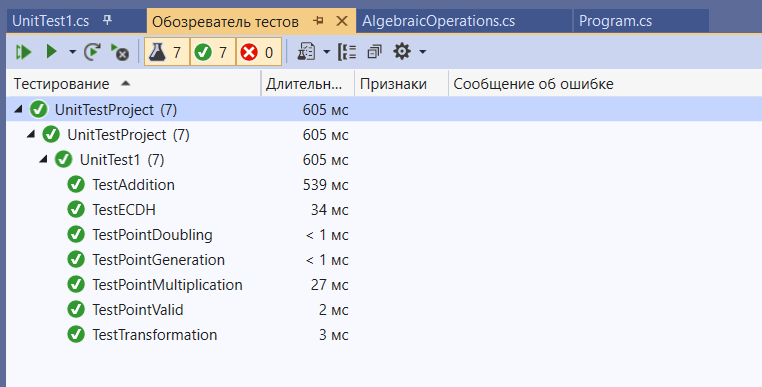 UnitTest1.cs Обозреватель тестов AlgebraicOperations.cs Program.cs
7 7 0
Тестирование Длительн... Признаки Сообщение об ошибке
UnitTestProject (7) 605 мс
UnitTestProject (7) 605 мс
UnitTest1 (7) 605 мс
TestAddition 539 мс
TestECDH 34 мс
TestPointDoubling < 1 мс
TestPointGeneration < 1 мс
TestPointMultiplication 27 мс
TestPointValid 2 мс
TestTransformation 3 мс